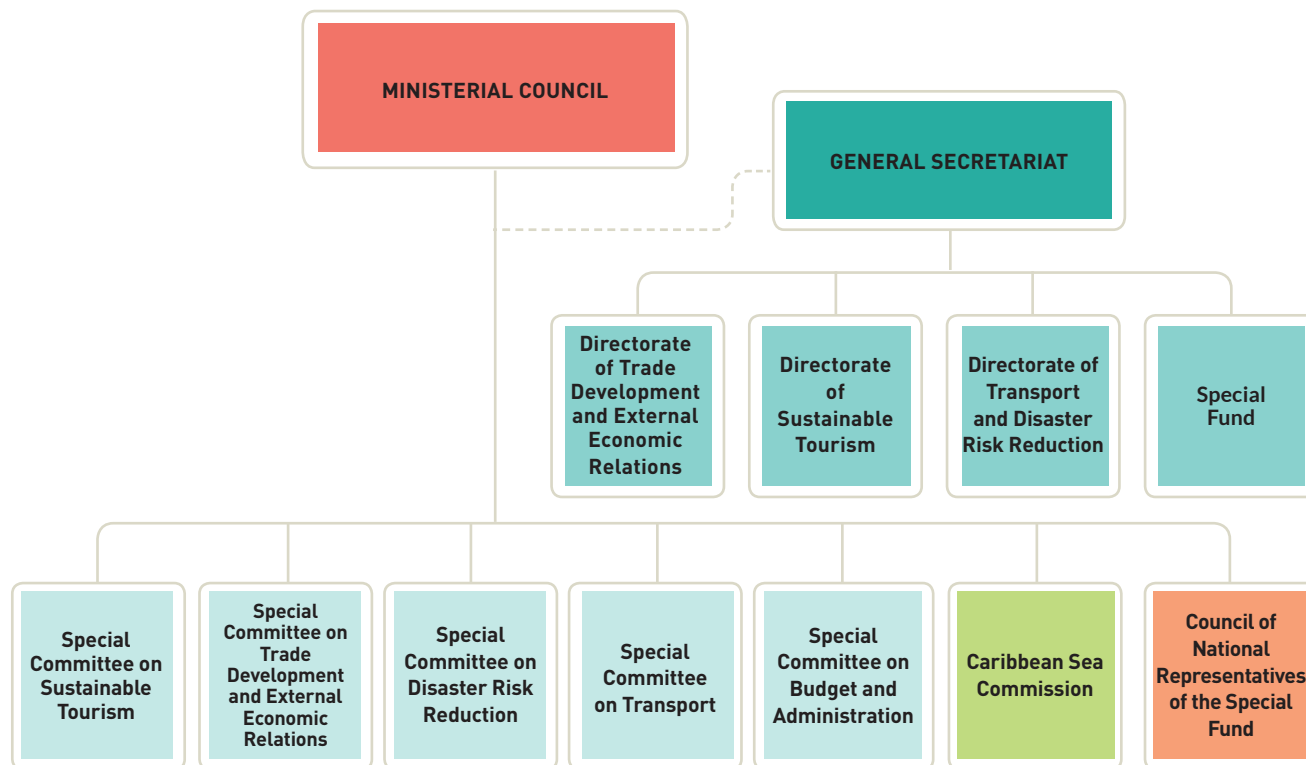 MINISTERIAL COUNCIL
GENERAL SECRETARIAT
Directorate
of Trade
Development
and External
Economic
Relations
Directorate
of
Sustainable
Tourism
Directorate of
Transport
and Disaster
Risk Reduction
Special
Fund
Special
Committee on
Sustainable
Tourism
Special
Committee on
Trade
Development
and External
Economic
Relations
Special
Committee on
Disaster Risk
Reduction
Special
Committee
on Transport
Special
Committee on
Budget and
Administration
Caribbean Sea
Commission
Council of
National
Representatives
of the Special
Fund